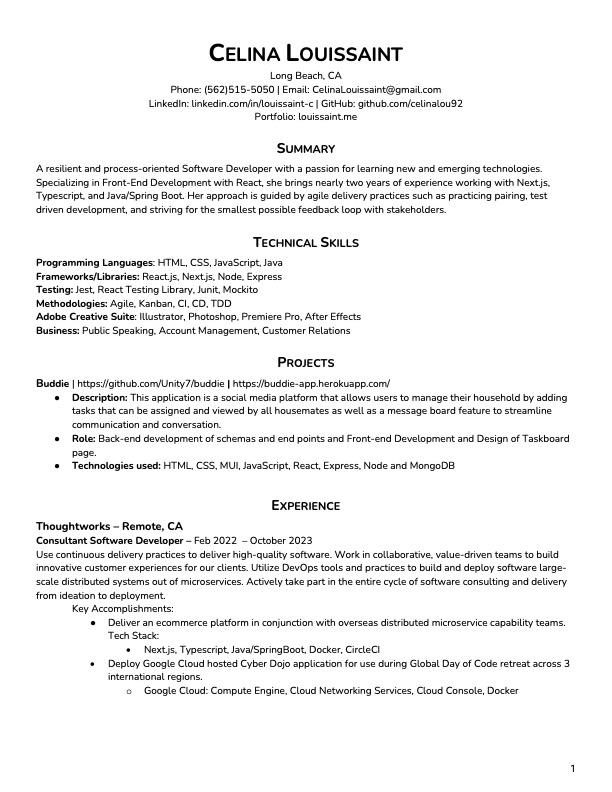 CELINA LOUISSAINT
Long Beach, CA
Phone: (562)515-5050 | Email: CelinaLouissaint@gmail.com
LinkedIn: linkedin.com/in/louissaint-c | GitHub: github.com/celinalou92
Portfolio: louissaint.me
SUMMARY
A resilient and process-oriented Software Developer with a passion for learning new and emerging technologies.
Specializing in Front-End Development with React, she brings nearly two years of experience working with Next.js,
Typescript, and Java/Spring Boot. Her approach is guided by agile delivery practices such as practicing pairing, test
driven development, and striving for the smallest possible feedback loop with stakeholders.
TECHNICAL SKILLS
Programming Languages: HTML, CSS, JavaScript, Java
Frameworks/Libraries: React.js, Next.js, Node, Express
Testing: Jest, React Testing Library, Junit, Mockito
Methodologies: Agile, Kanban, CI, CD, TDD
Adobe Creative Suite: Illustrator, Photoshop, Premiere Pro, After Effects
Business: Public Speaking, Account Management, Customer Relations
PROJECTS
Buddie | https://github.com/Unity7/buddie | https://buddie-app.herokuapp.com/
● Description: This application is a social media platform that allows users to manage their household by adding
tasks that can be assigned and viewed by all housemates as well as a message board feature to streamline
communication and conversation.
● Role: Back-end development of schemas and end points and Front-end Development and Design of Taskboard
page.
● Technologies used: HTML, CSS, MUI, JavaScript, React, Express, Node and MongoDB
EXPERIENCE
Thoughtworks – Remote, CA
Consultant Software Developer – Feb 2022 – October 2023
Use continuous delivery practices to deliver high-quality software. Work in collaborative, value-driven teams to build
innovative customer experiences for our clients. Utilize DevOps tools and practices to build and deploy software large-
scale distributed systems out of microservices. Actively take part in the entire cycle of software consulting and delivery
from ideation to deployment.
Key Accomplishments:
● Deliver an ecommerce platform in conjunction with overseas distributed microservice capability teams.
Tech Stack:
• Next.js, Typescript, Java/SpringBoot, Docker, CircleCI
• Deploy Google Cloud hosted Cyber Dojo application for use during Global Day of Code retreat across 3
international regions.
○ Google Cloud: Compute Engine, Cloud Networking Services, Cloud Console, Docker
1